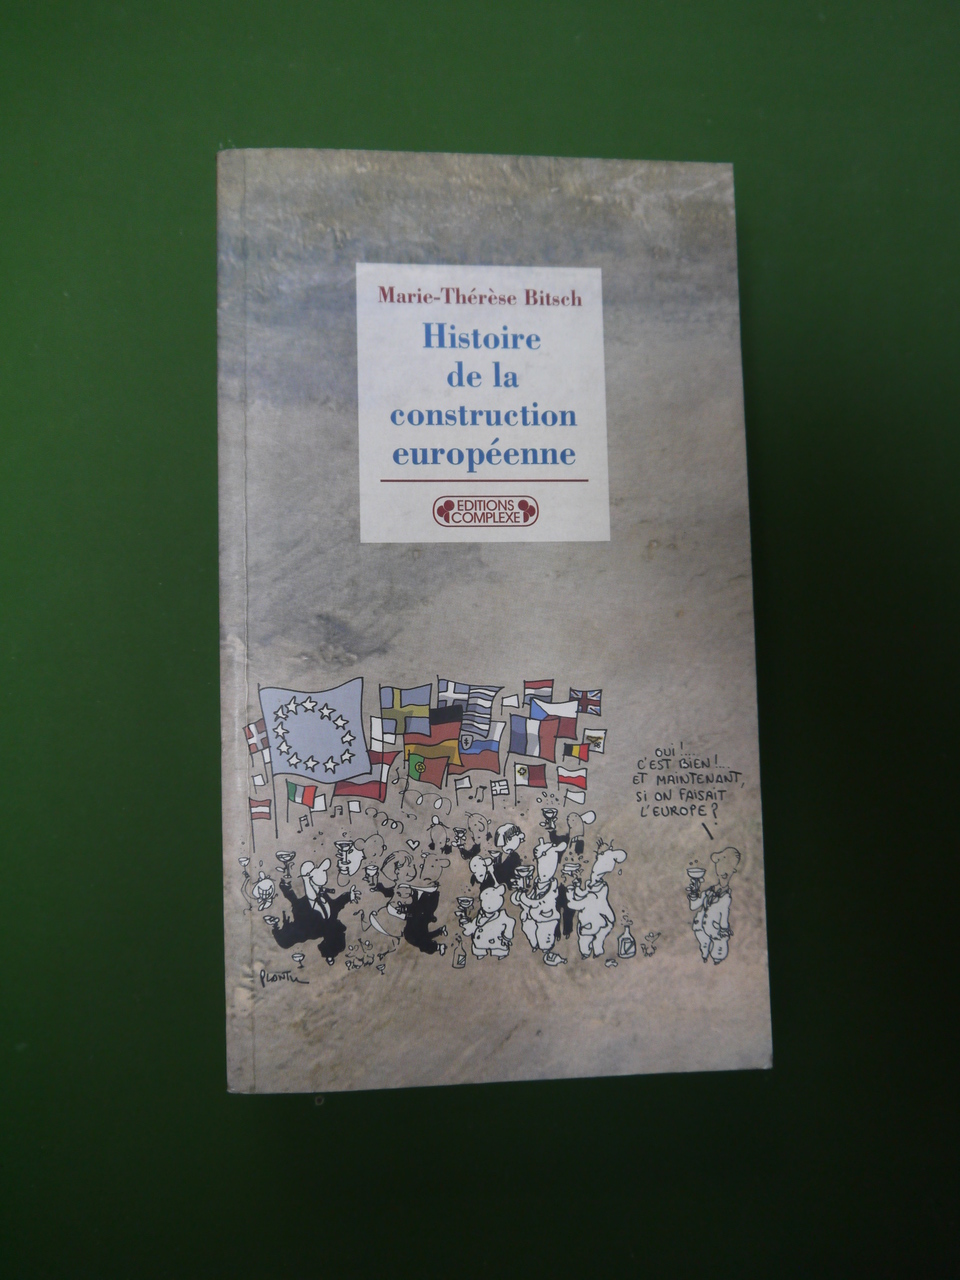 Marie-Thérèse Bitsch
Histoire
de la
construction
européenne
EDITIONS
COMPLEXE
OUI !...
C'EST BIEN !...
ET MAINTENANT,
SI ON FAISAIT
L'EUROPE ?
PLANTU